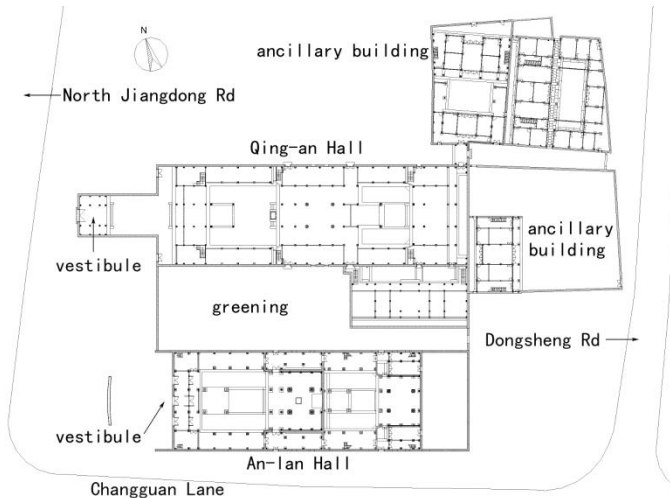 N
ancillary building
North Jiangdong Rd
Qing-an Hall
ancillary
building
vestibule
greening
Dongsheng Rd
vestibule
An-lan Hall
Changguan Lane